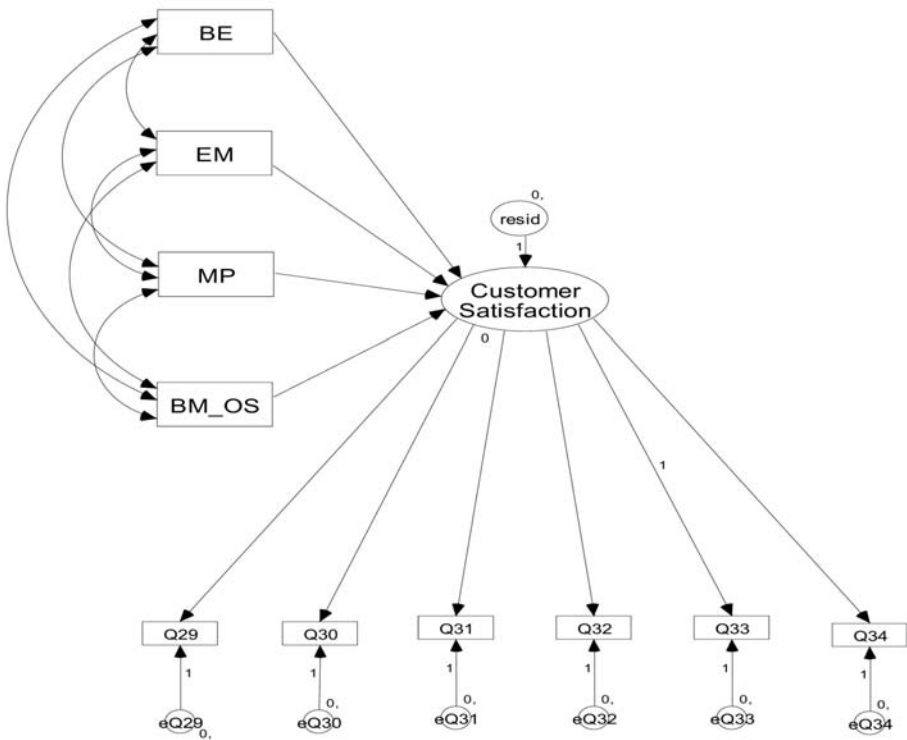 BE
EM
MP
BM_OS
0,
resid
1
Customer
Satisfaction
0
1
Q29
Q30
Q31
Q32
Q33
Q34
1
1
1
1
1
1
0,
0,
0,
0,
0,
0,
eQ29
eQ30
eQ31
eQ32
eQ33
eQ34